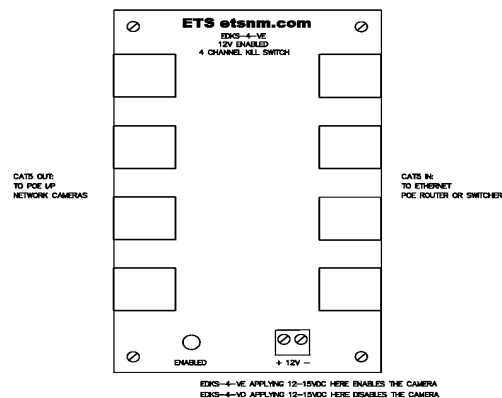 ETS etsnm.com
EDKS-4-VE
12V ENABLED
4 CHANNEL KILL SWITCH
CAT5 OUT:
TO POE I/P
NETWORK CAMERAS
CAT5 IN:
TO ETHERNET
POE ROUTER OR SWITCHER
ENABLED
+ 12V -
EDKS-4-VE APPLYING 12-15VDC HERE ENABLES THE CAMERA
EDKS-4-VD APPLYING 12-15VDC HERE DISABLES THE CAMERA